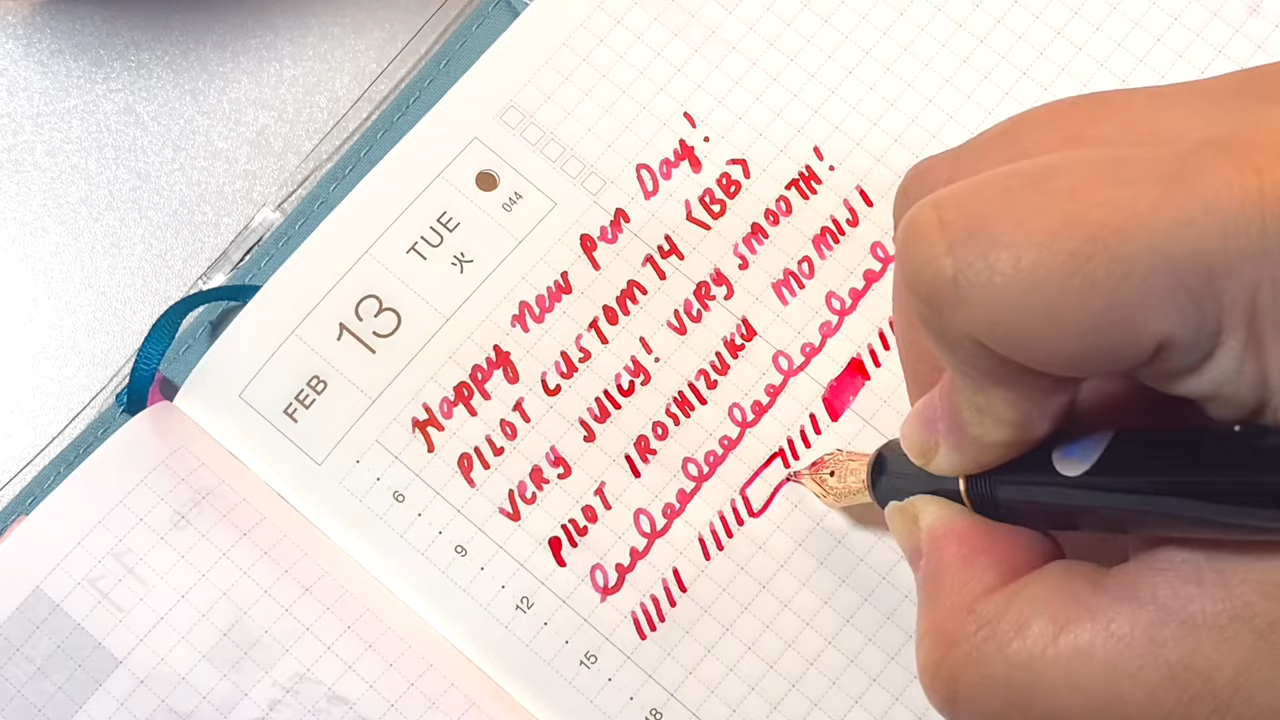 FEB 13 TUE 火 044
Happy new pen Day!
PILOT CUSTOM 74 <BB>
VERY JUICY! VERY SMOOTH!
PILOT IROSHIZUKU MOMIJI
6
9
12
15
18